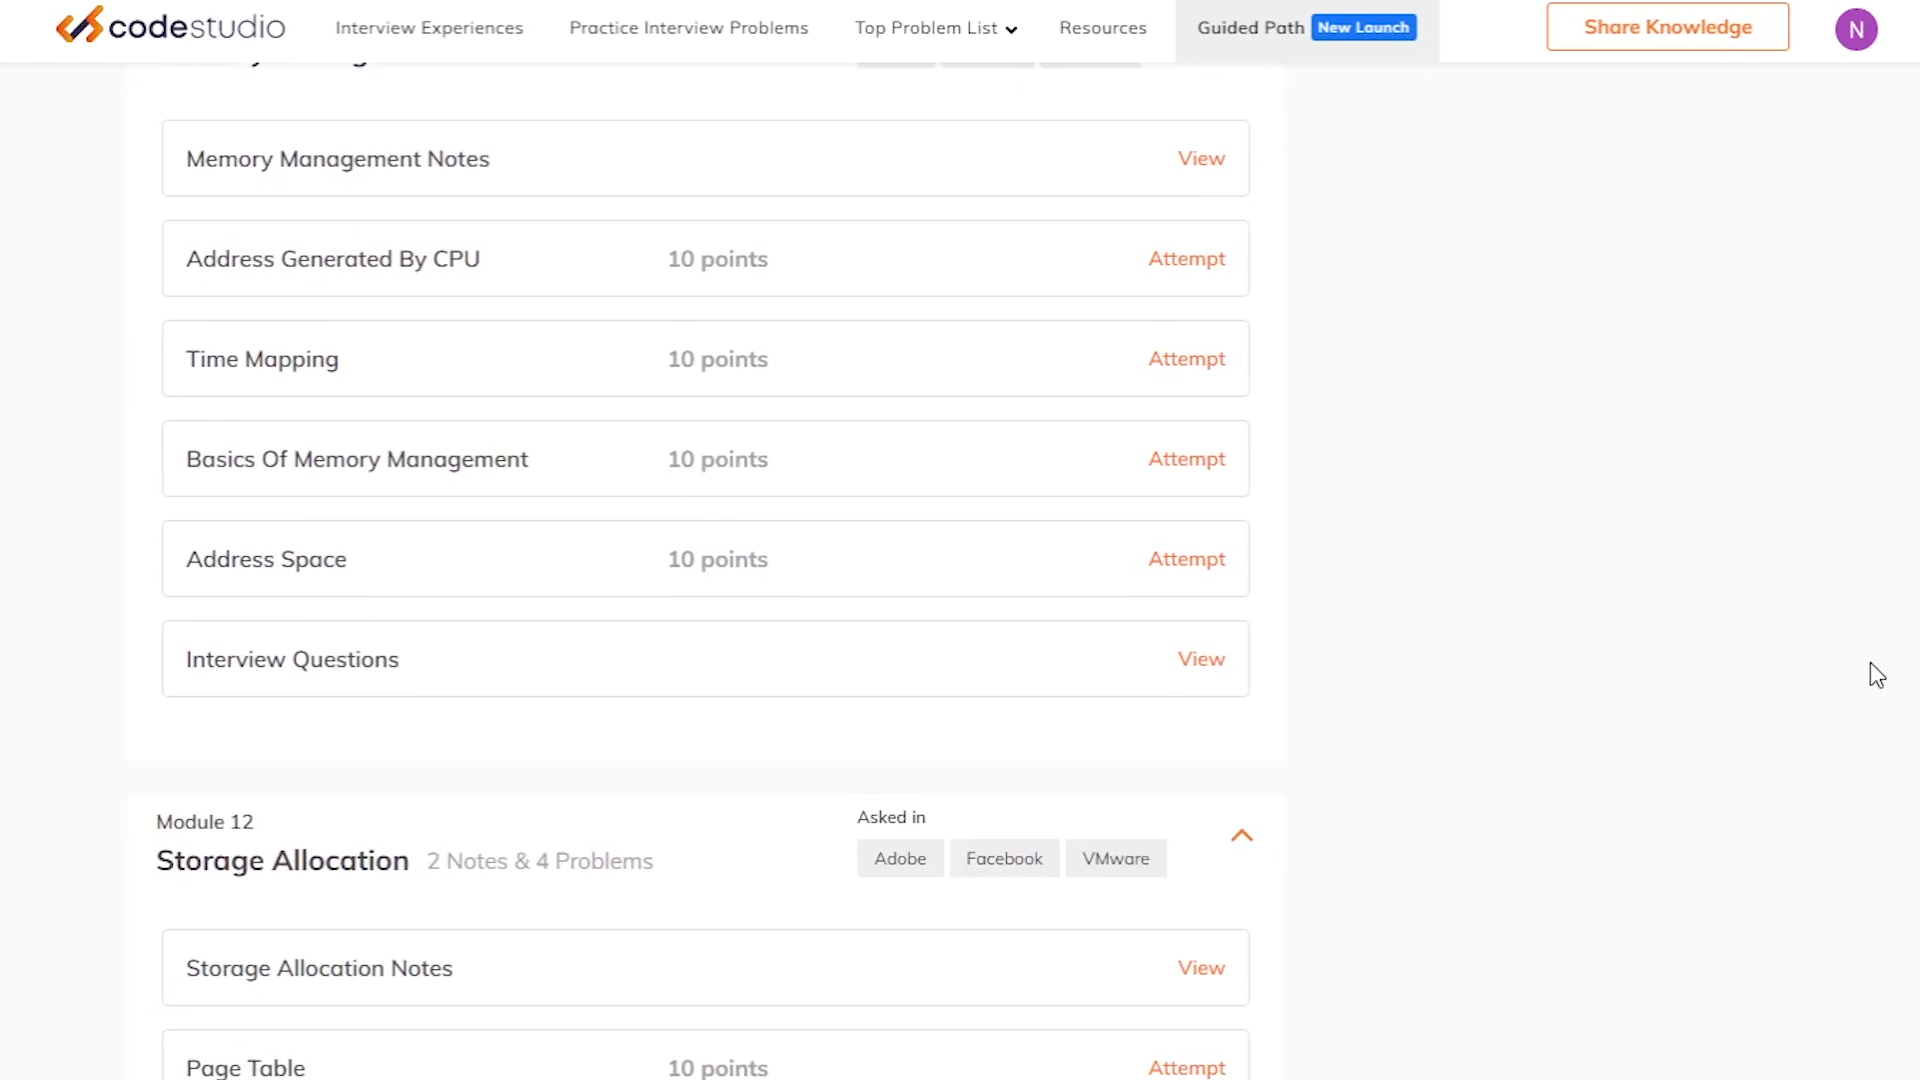 codestudio
Interview Experiences
Practice Interview Problems
Top Problem List
Resources
Guided Path New Launch
Share Knowledge
N
Memory Management Notes
View
Address Generated By CPU
10 points
Attempt
Time Mapping
10 points
Attempt
Basics Of Memory Management
10 points
Attempt
Address Space
10 points
Attempt
Interview Questions
View
Module 12
Asked in
Storage Allocation 2 Notes & 4 Problems
Adobe
Facebook
VMware
Storage Allocation Notes
View
Page Table
10 points
Attempt